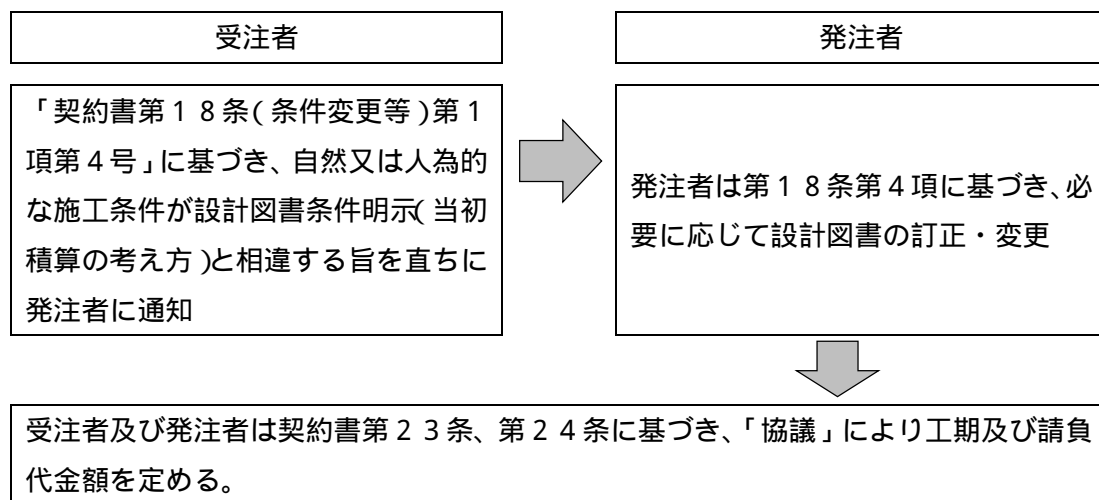 受注者
発注者
「契約書第18条(条件変更等)第1
項第4号」に基づき、自然又は人為的
な施工条件が設計図書条件明示(当初
積算の考え方)と相違する旨を直ちに
発注者に通知
発注者は第18条第4項に基づき、必
要に応じて設計図書の訂正・変更
受注者及び発注者は契約書第23条、第24条に基づき、「協議」により工期及び請負
代金額を定める。